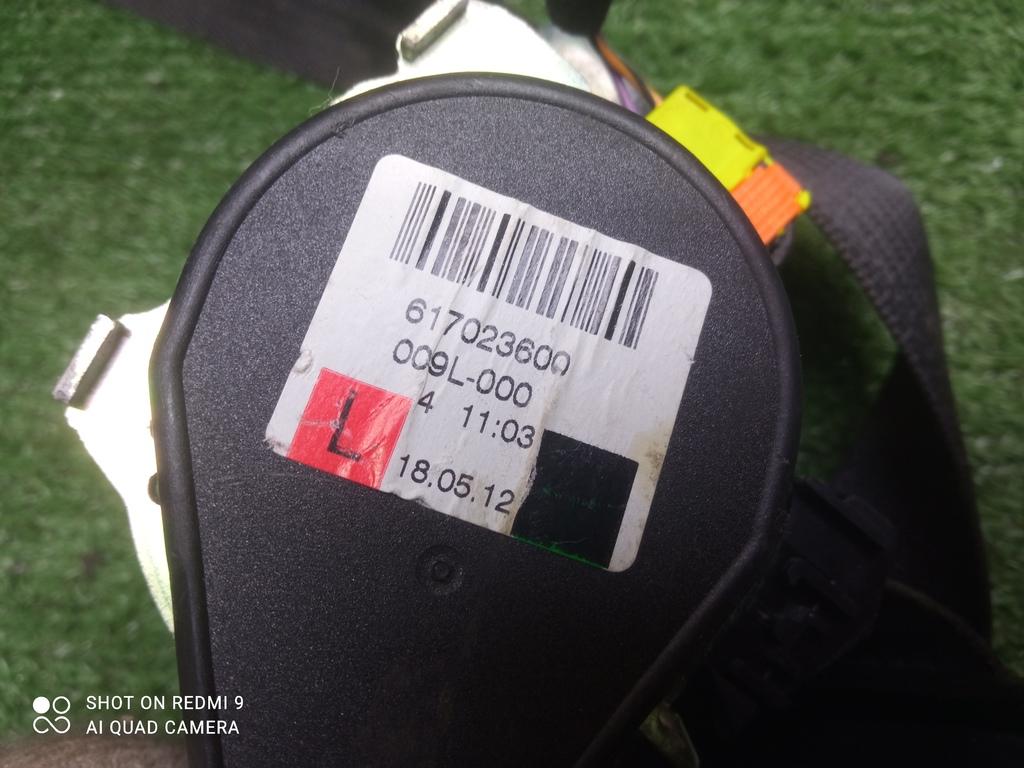 617023600
009L-000
4 11:03
L
18.05.12
SHOT ON REDMI 9
AI QUAD CAMERA